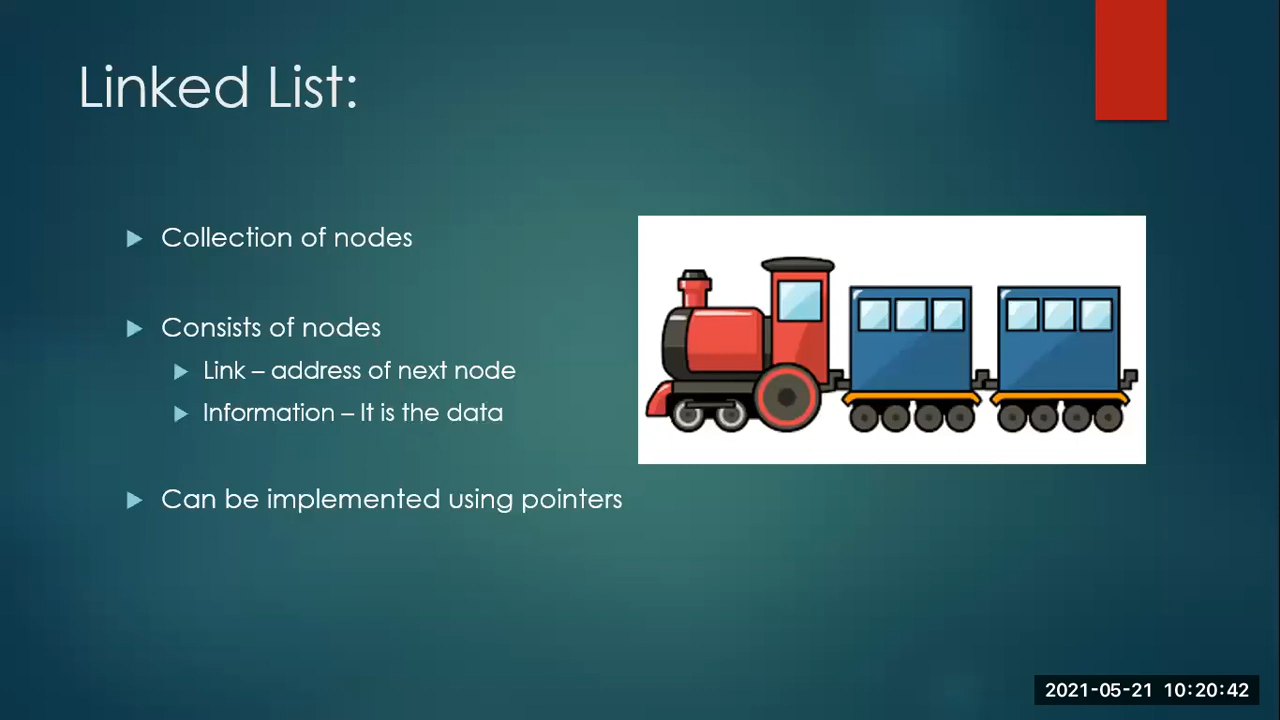 Linked List:
Collection of nodes
Consists of nodes
Link – address of next node
Information – It is the data
Can be implemented using pointers
2021-05-21 10:20:42